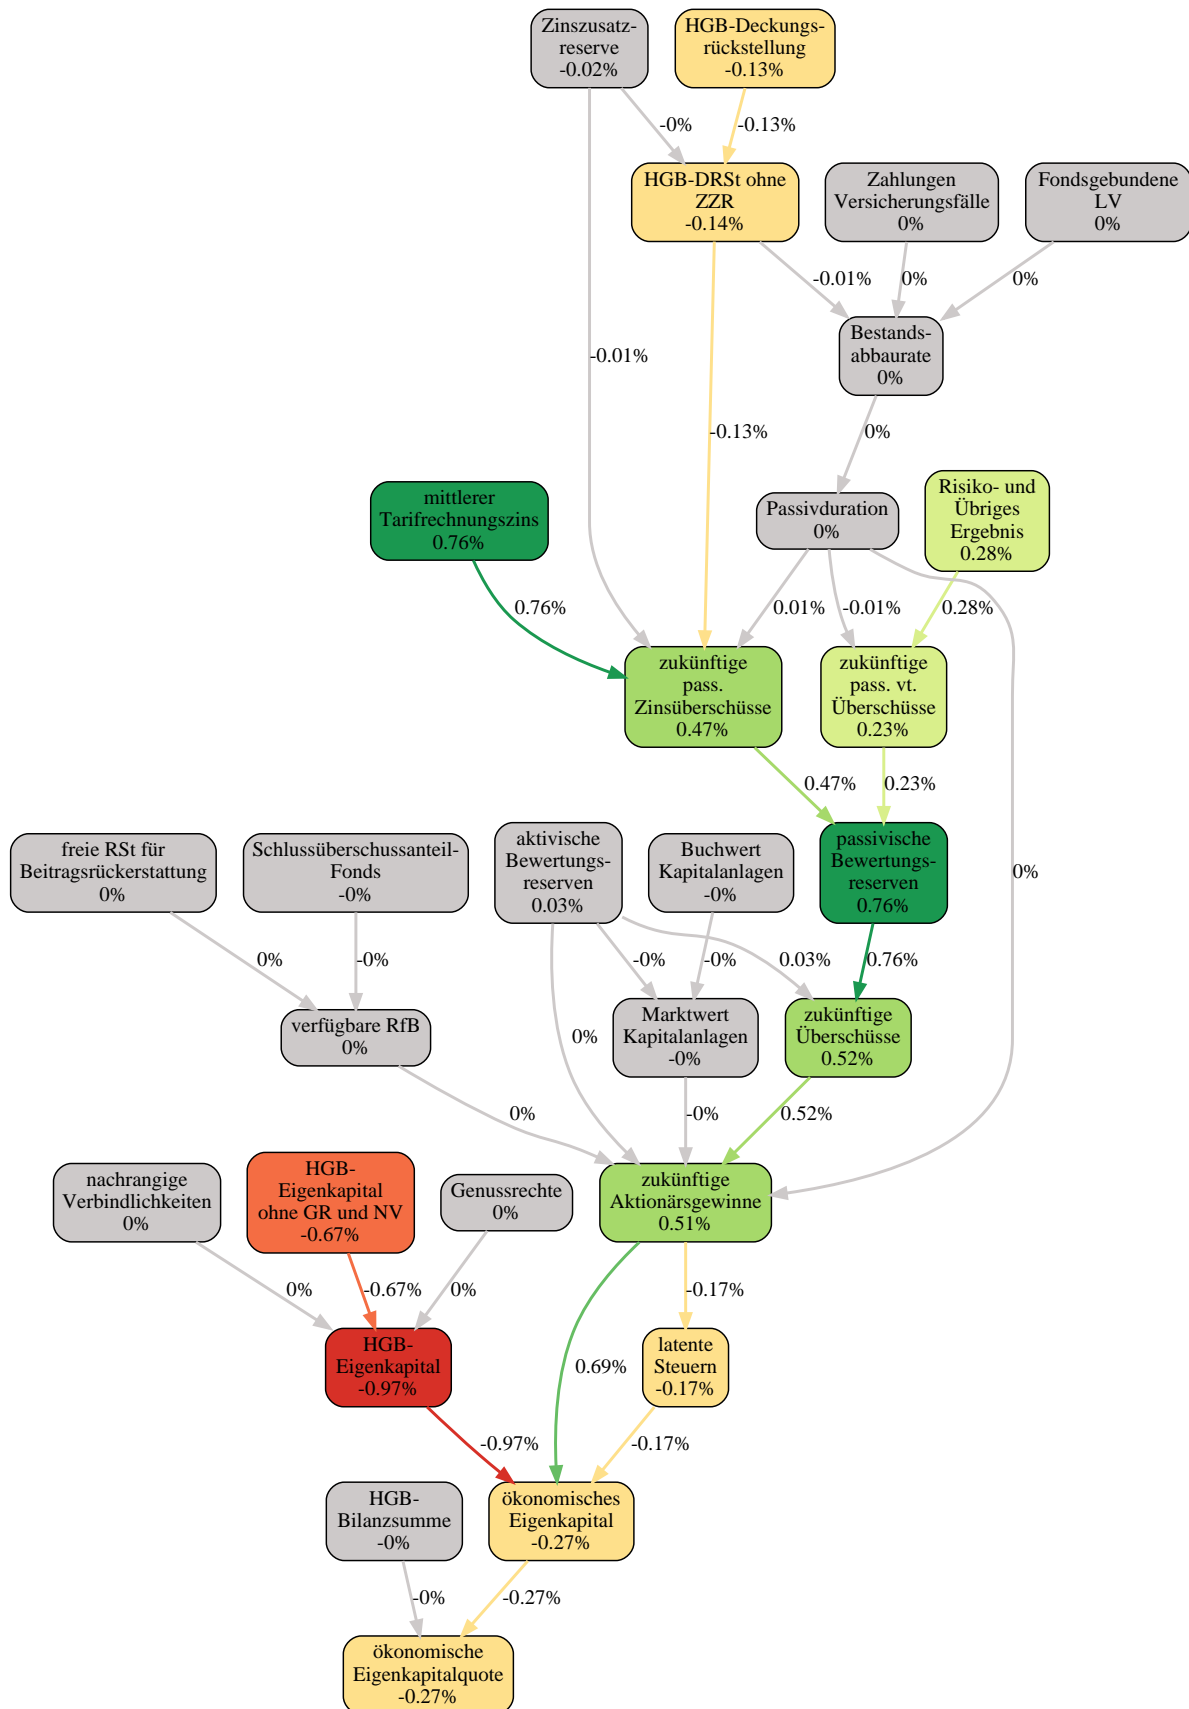 Zinszusatz-
reserve
-0.02%
HGB-Deckungs-
rückstellung
-0.13%
-0%
-0.13%
HGB-DRSt ohne
ZZR
-0.14%
Zahlungen
Versicherungsfälle
0%
Fondsgebundene
LV
0%
-0.01%
0%
0%
Bestands-
abbaurate
0%
-0.01%
-0.13%
0%
mittlerer
Tarifrechnungszins
0.76%
Passivduration
0%
Risiko- und
Übriges
Ergebnis
0.28%
0.76%
0.01%
-0.01%
0.28%
zukünftige
pass.
Zinsüberschüsse
0.47%
zukünftige
pass. vt.
Überschüsse
0.23%
0.47%
0.23%
freie RSt für
Beitragsrückerstattung
0%
Schlussüberschussanteil-
Fonds
-0%
aktivische
Bewertungs-
reserven
0.03%
Buchwert
Kapitalanlagen
-0%
passivische
Bewertungs-
reserven
0.76%
0%
0%
-0%
-0%
-0%
0.03%
0.76%
verfügbare RfB
0%
Marktwert
Kapitalanlagen
-0%
zukünftige
Überschüsse
0.52%
0%
0%
-0%
0.52%
nachrangige
Verbindlichkeiten
0%
HGB-
Eigenkapital
ohne GR und NV
-0.67%
Genussrechte
0%
zukünftige
Aktionärsgewinne
0.51%
0%
-0.67%
0%
-0.17%
HGB-
Eigenkapital
-0.97%
0.69%
latente
Steuern
-0.17%
-0.97%
-0.17%
HGB-
Bilanzsumme
-0%
ökonomisches
Eigenkapital
-0.27%
-0%
-0.27%
ökonomische
Eigenkapitalquote
-0.27%